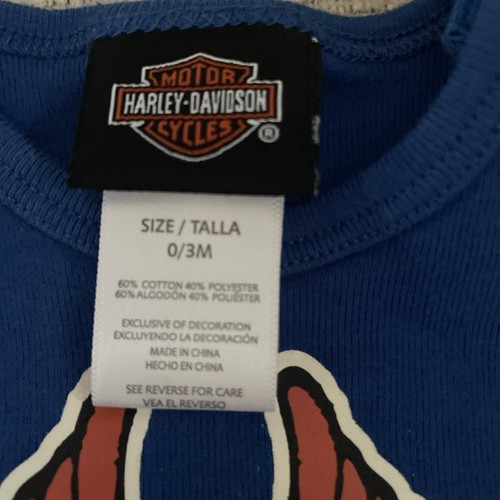 MOTOR
HARLEY-DAVIDSON
CYCLES
®
SIZE / TALLA
0/3M
60% COTTON 40% POLYESTER
60% ALGODÓN 40% POLIÉSTER
EXCLUSIVE OF DECORATION
EXCLUYENDO LA DECORACIÓN
MADE IN CHINA
HECHO EN CHINA
SEE REVERSE FOR CARE
VEA EL REVERSO